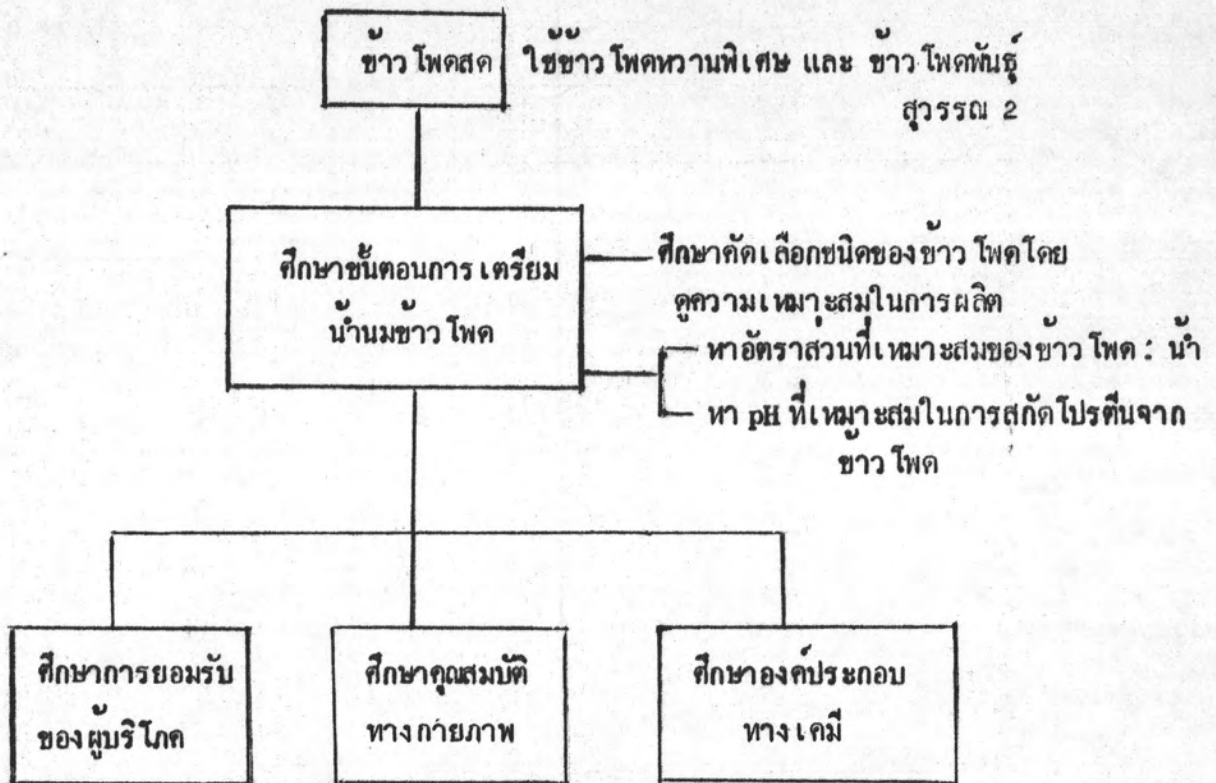 ข้าวโพดสด
ใช้ข้าวโพดหวานพิเศษ และ ข้าวโพดพันธุ์
สุวรรณ 2
ศึกษาขั้นตอนการเตรียม
น้ำนมข้าวโพด
ศึกษาคัดเลือกชนิดของข้าวโพดโดย
ดูความเหมาะสมในการผลิต
หาอัตราส่วนที่เหมาะสมของข้าวโพด : น้ำ
หา pH ที่เหมาะสมในการสกัดโปรตีนจาก
ข้าวโพด
ศึกษาการยอมรับ
ของผู้บริโภค
ศึกษาคุณสมบัติ
ทางกายภาพ
ศึกษาองค์ประกอบ
ทางเคมี